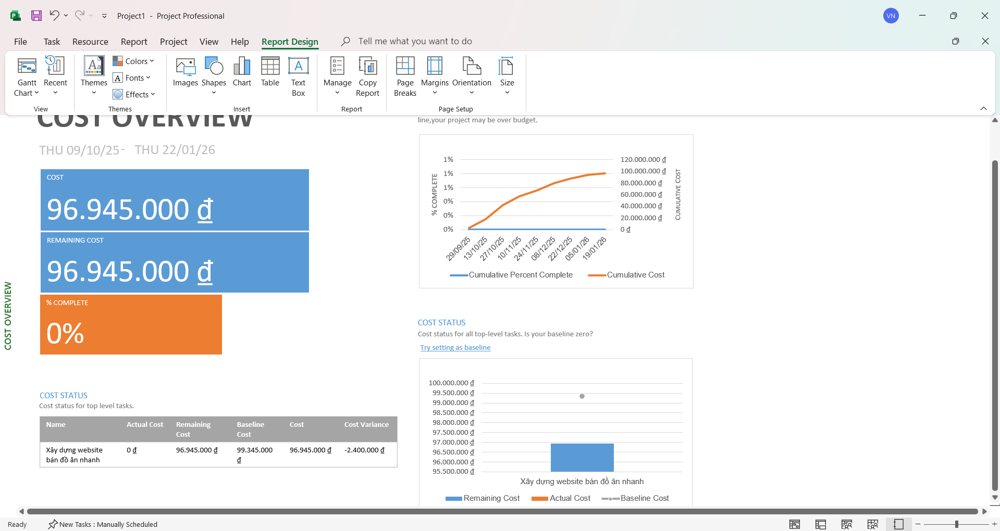 Project1 - Project Professional
VN
File Task Resource Report Project View Help Report Design Tell me what you want to do
Gantt Chart
Recent
View
Themes
Colors
Fonts
Effects
Themes
Images
Shapes
Chart
Table
Text Box
Insert
Manage
Copy Report
Report
Page Breaks
Margins
Orientation
Size
Page Setup
COST OVERVIEW
COST OVERVIEW
THU 09/10/25 - THU 22/01/26
COST
96.945.000 ₫
REMAINING COST
96.945.000 ₫
% COMPLETE
0%
COST STATUS
Cost status for top level tasks.
Name Actual Cost Remaining Cost Baseline Cost Cost Cost Variance
Xây dựng website bán đồ ăn nhanh 0 ₫ 96.945.000 ₫ 99.345.000 ₫ 96.945.000 ₫ -2.400.000 ₫
line,your project may be over budget.
% COMPLETE
1%
1%
1%
0%
0%
0%
120.000.000 ₫
100.000.000 ₫
80.000.000 ₫
60.000.000 ₫
40.000.000 ₫
20.000.000 ₫
0 ₫
CUMULATIVE COST
29/09/25 13/10/25 27/10/25 10/11/25 24/11/25 08/12/25 22/12/25 05/01/26 19/01/26
Cumulative Percent Complete Cumulative Cost
COST STATUS
Cost status for all top-level tasks. Is your baseline zero?
Try setting as baseline
100.000.000 ₫
99.500.000 ₫
99.000.000 ₫
98.500.000 ₫
98.000.000 ₫
97.500.000 ₫
97.000.000 ₫
96.500.000 ₫
96.000.000 ₫
95.500.000 ₫
Xây dựng website bán đồ ăn nhanh
Remaining Cost Actual Cost Baseline Cost
Ready New Tasks : Manually Scheduled